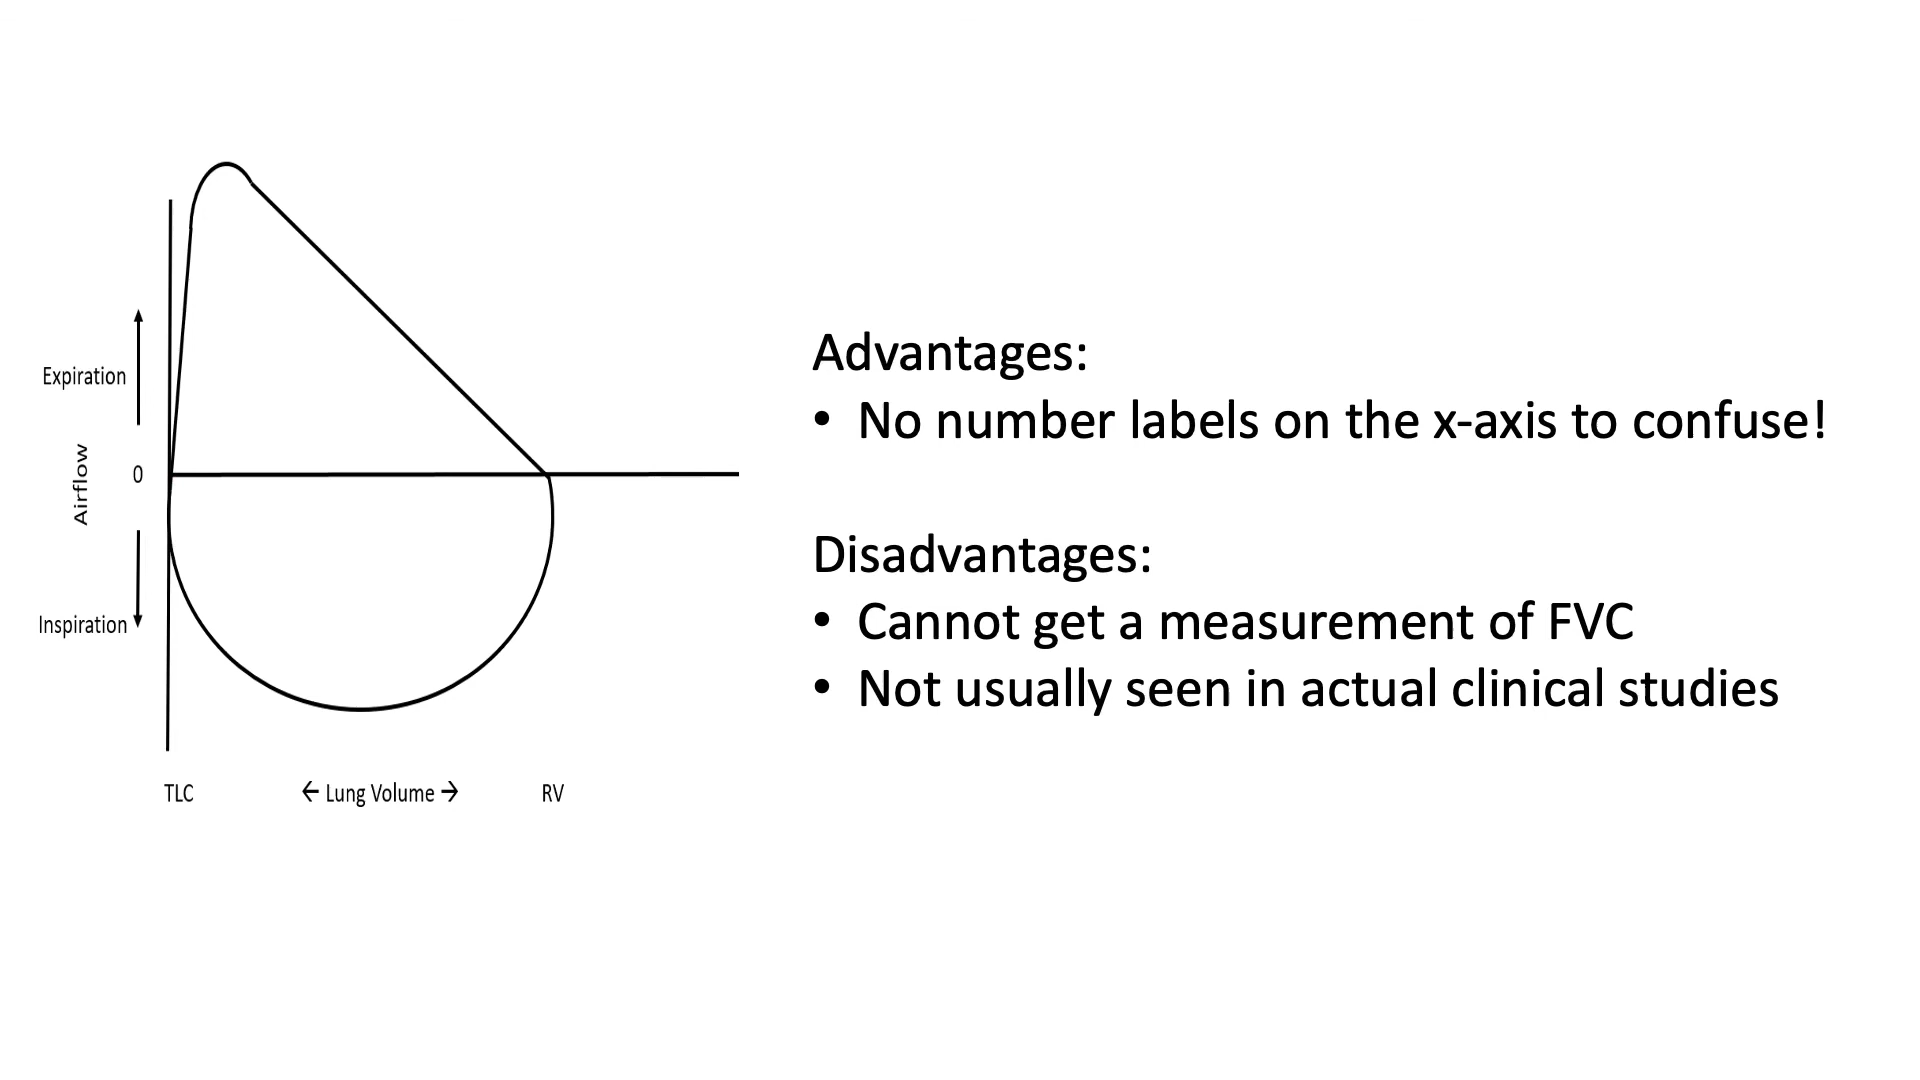 Expiration
Airflow
0
Inspiration
TLC
← Lung Volume →
RV
Advantages:
• No number labels on the x-axis to confuse!
Disadvantages:
• Cannot get a measurement of FVC
• Not usually seen in actual clinical studies